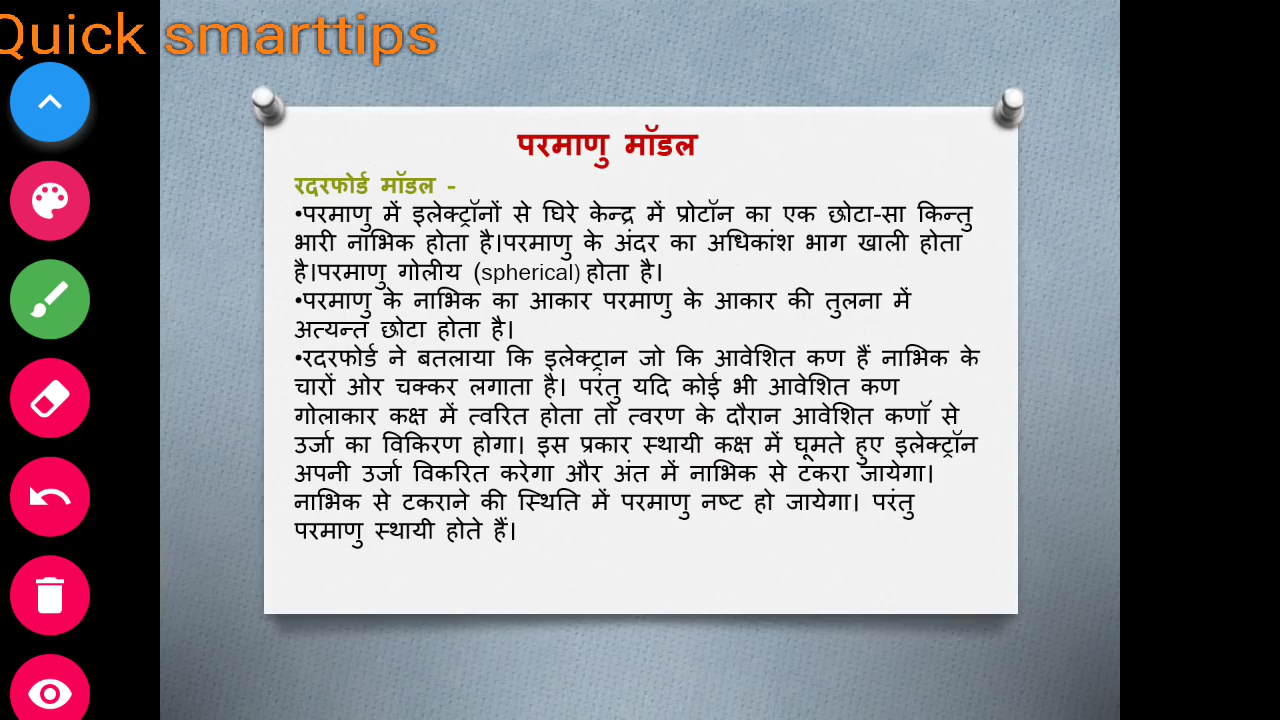 Quick smarttips
परमाणु मॉडल
रदरफोर्ड मॉडल -
•परमाणु में इलेक्ट्रॉनों से घिरे केन्द्र में प्रोटॉन का एक छोटा-सा किन्तु
भारी नाभिक होता है।परमाणु के अंदर का अधिकांश भाग खाली होता
है।परमाणु गोलीय (spherical) होता है।
•परमाणु के नाभिक का आकार परमाणु के आकार की तुलना में
अत्यन्त छोटा होता है।
•रदरफोर्ड ने बतलाया कि इलेक्ट्रान जो कि आवेशित कण हैं नाभिक के
चारों ओर चक्कर लगाता है। परंतु यदि कोई भी आवेशित कण
गोलाकार कक्ष में त्वरित होता तो त्वरण के दौरान आवेशित कणॉ से
उर्जा का विकिरण होगा। इस प्रकार स्थायी कक्ष में घूमते हुए इलेक्ट्रॉन
अपनी उर्जा विकरित करेगा और अंत में नाभिक से टकरा जायेगा।
नाभिक से टकराने की स्थिति में परमाणु नष्ट हो जायेगा। परंतु
परमाणु स्थायी होते हैं।